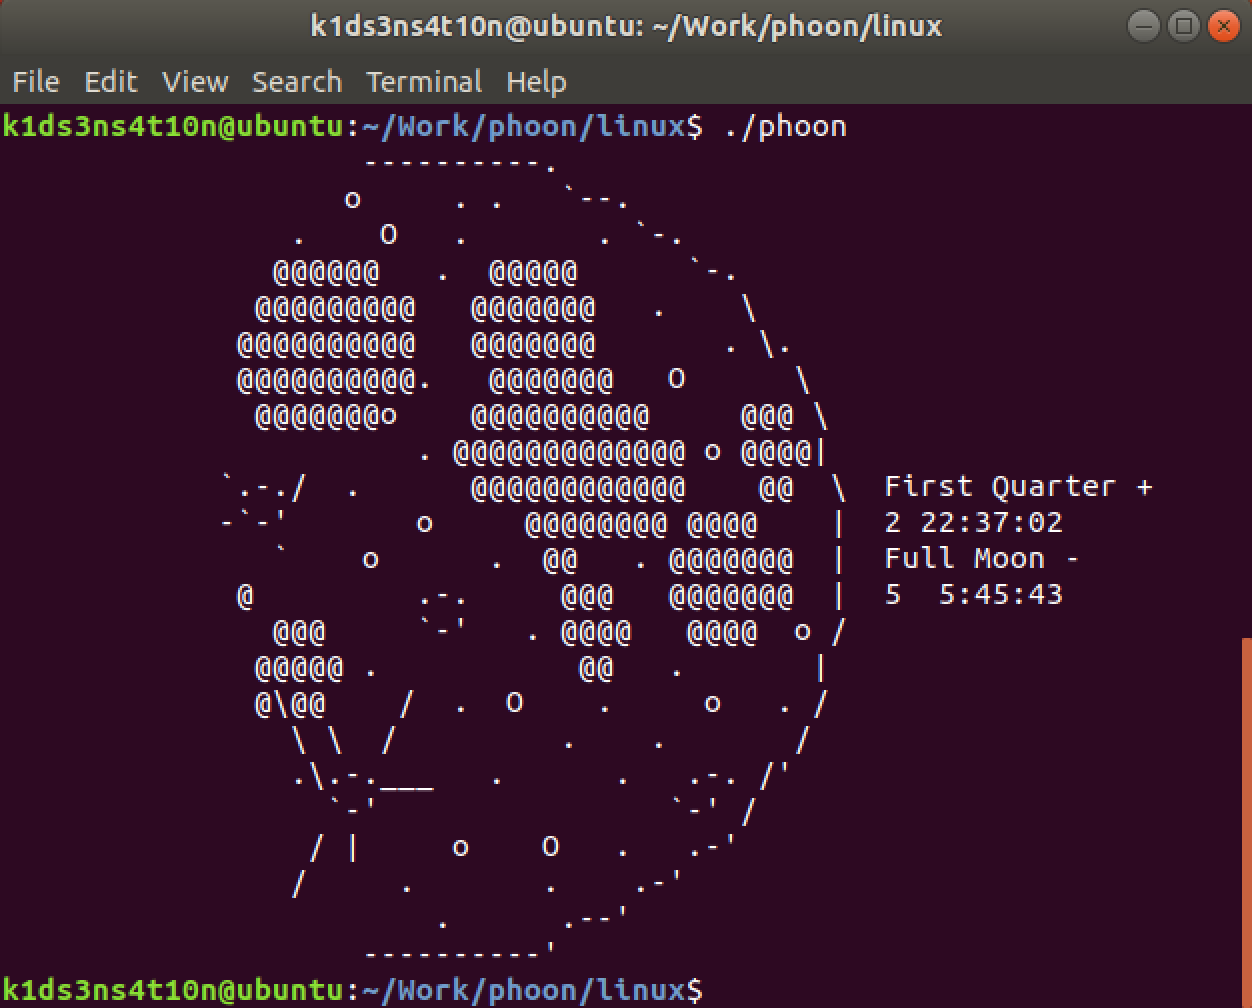 k1ds3ns4t10n@ubuntu: ~/Work/phoon/linux
File Edit View Search Terminal Help
k1ds3ns4t10n@ubuntu:~/Work/phoon/linux$ ./phoon
                    ----------.
                   o     . .   `--.
                .    O   .       . `-.
               @@@@@@   .  @@@@@      `-.
              @@@@@@@@@   @@@@@@@   .    \
             @@@@@@@@@@   @@@@@@@       . \.
             @@@@@@@@@@.   @@@@@@@   O      \
              @@@@@@@o    @@@@@@@@@@     @@@ \
                       . @@@@@@@@@@@@@ o @@@@|
            `.-./  .      @@@@@@@@@@@@    @@  \  First Quarter +
            -`-'       o     @@@@@@@@ @@@@    |  2 22:37:02
               `    o      .  @@   . @@@@@@@  |  Full Moon -
             @         .-.     @@@   @@@@@@@  |  5  5:45:43
               @@@     `-'   . @@@@   @@@@  o /
              @@@@@ .           @@   .       |
              @\@@    /  .  O    .     o   . /
                \ \  /         .    .       /
                .\.-.___   .      .   .-. /'
                  `-'                `-' /
                 / |     o    O   .   .-'
                /     .       .    .-'
                        .      .--'
                    ----------'
k1ds3ns4t10n@ubuntu:~/Work/phoon/linux$